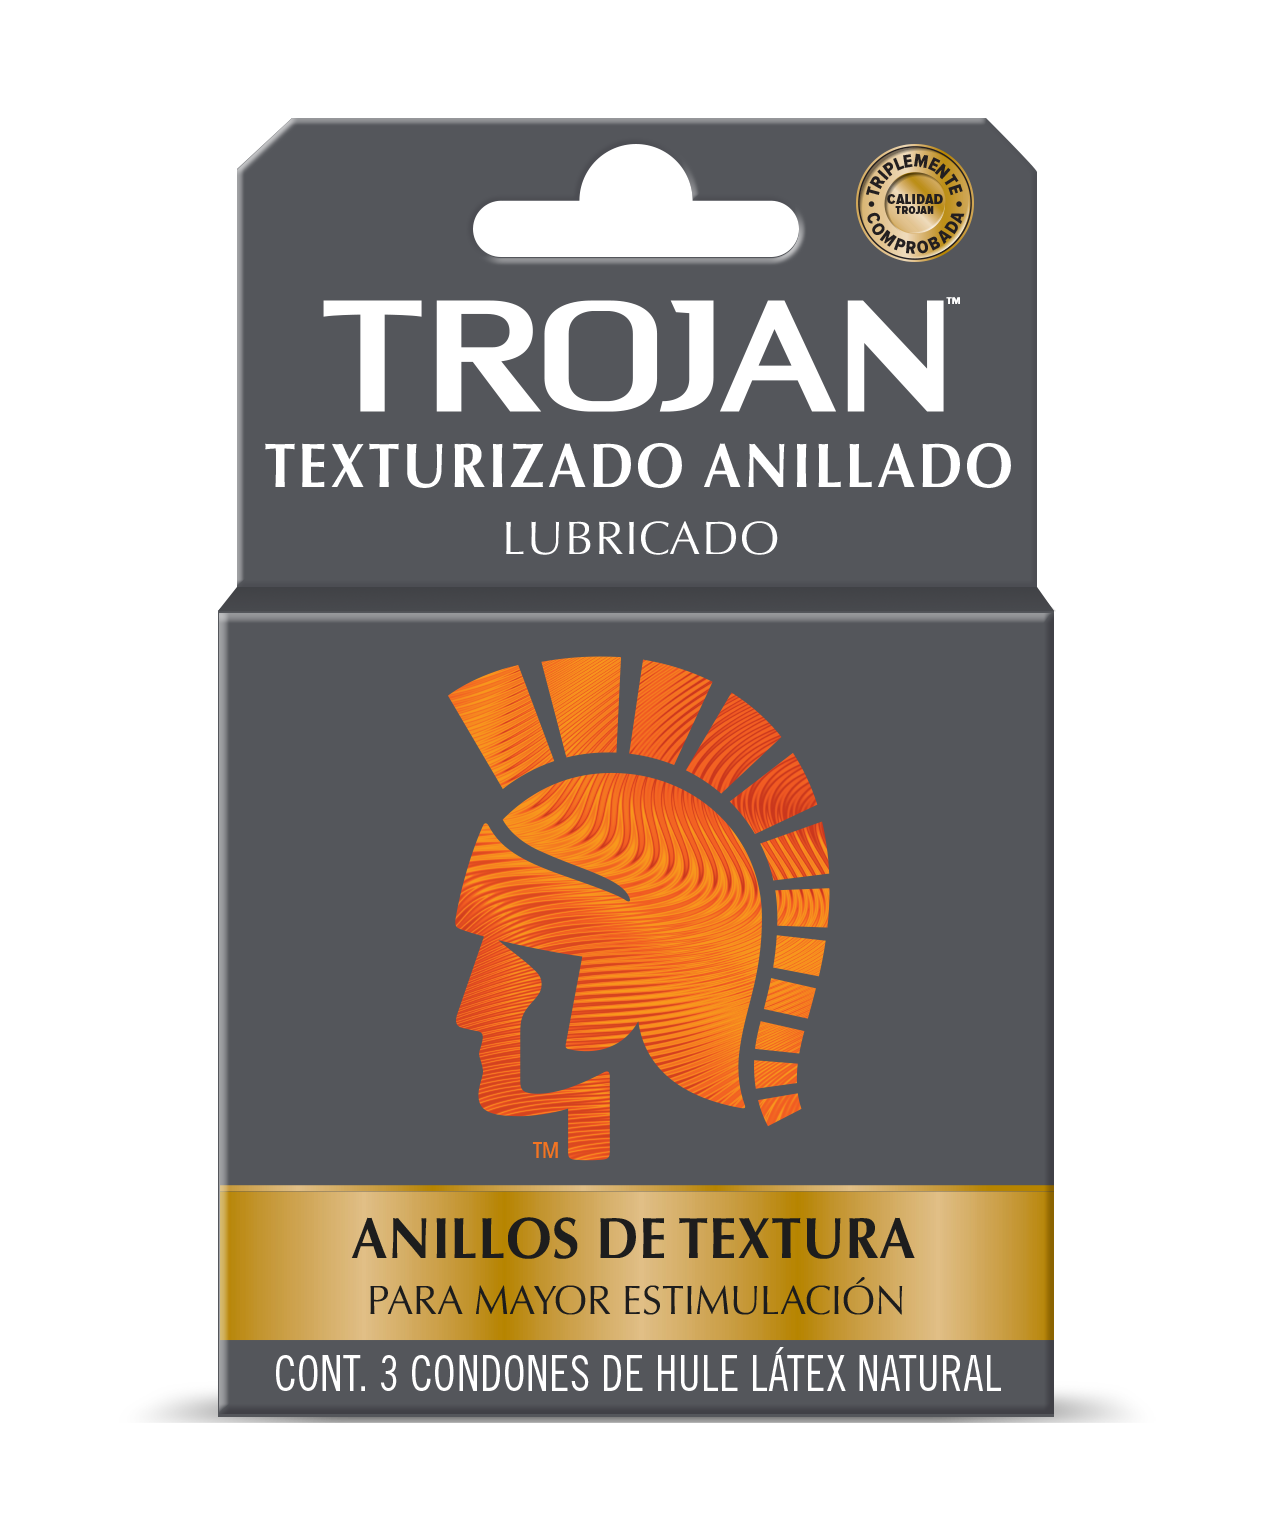 TRIPLEMENTE
CALIDAD
TROJAN
COMPROBADA
TROJAN™
TEXTURIZADO ANILLADO
LUBRICADO
TM
ANILLOS DE TEXTURA
PARA MAYOR ESTIMULACIÓN
CONT. 3 CONDONES DE HULE LÁTEX NATURAL